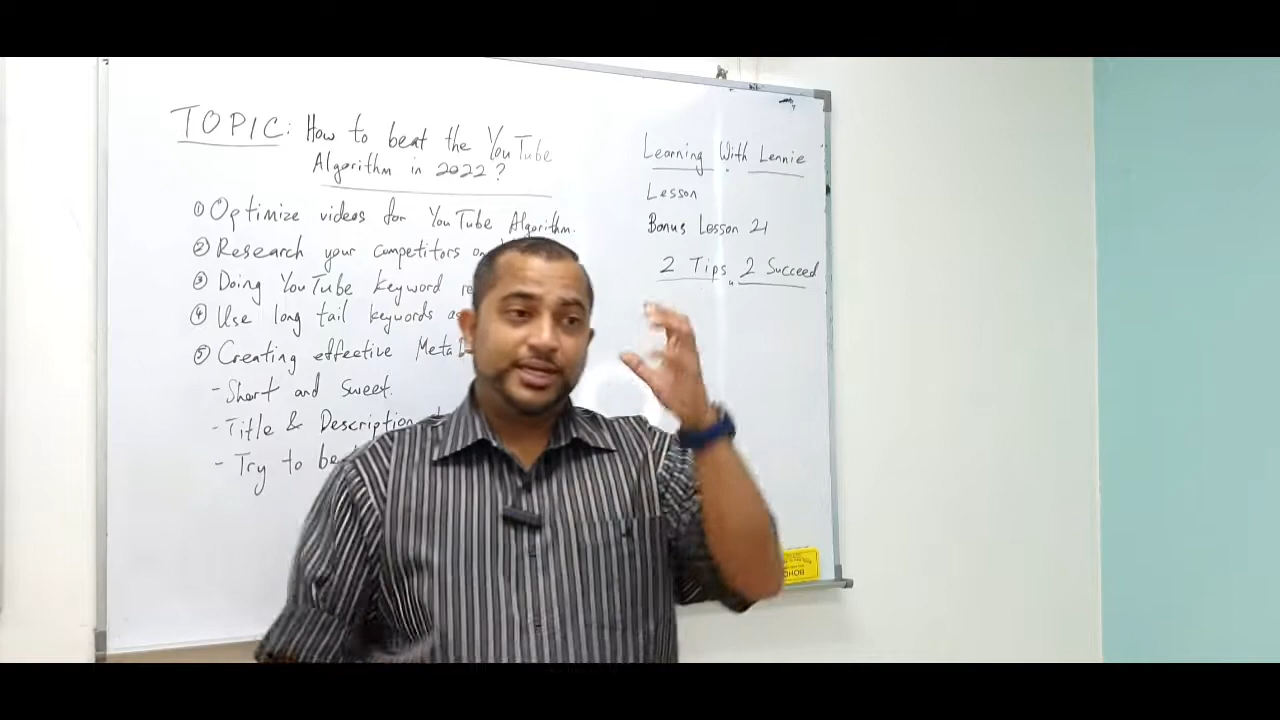 TOPIC: How to beat the YouTube
Algorithm in 2022?
① Optimize videos for YouTube Algorithm.
② Research your competitors on
③ Doing YouTube keyword
④ Use long tail keywords
⑤ Creating effective Meta
- Short and Sweet.
- Title & Description
- Try to
Learning With Lennie
Lesson
Bonus Lesson 21
2 Tips 2 Succeed